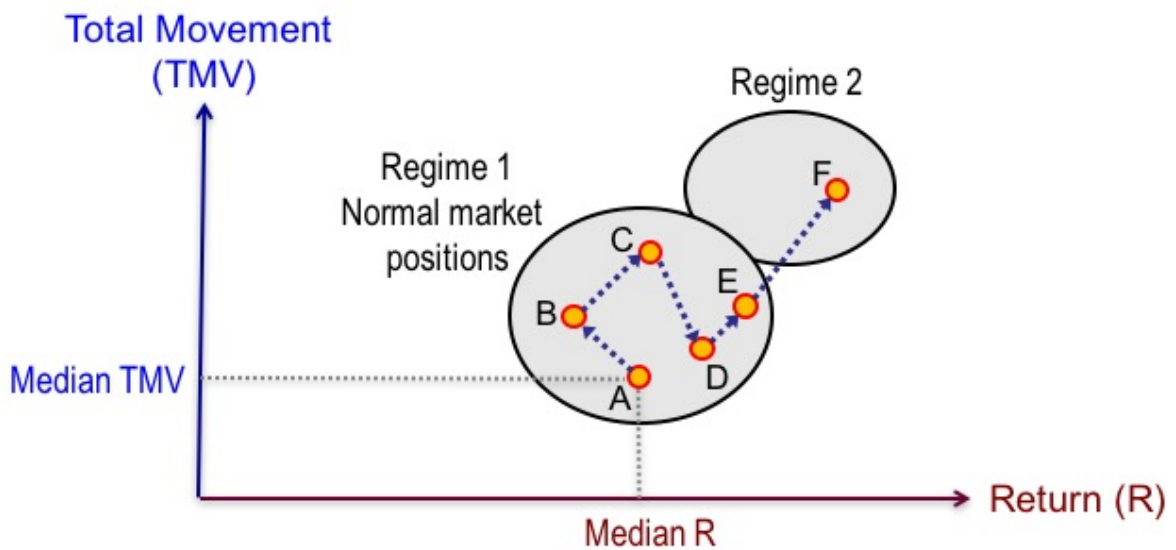 Total Movement
(TMV)
Regime 2
Regime 1
Normal market
positions
F
C
E
B
D
A
Median TMV
Return (R)
Median R